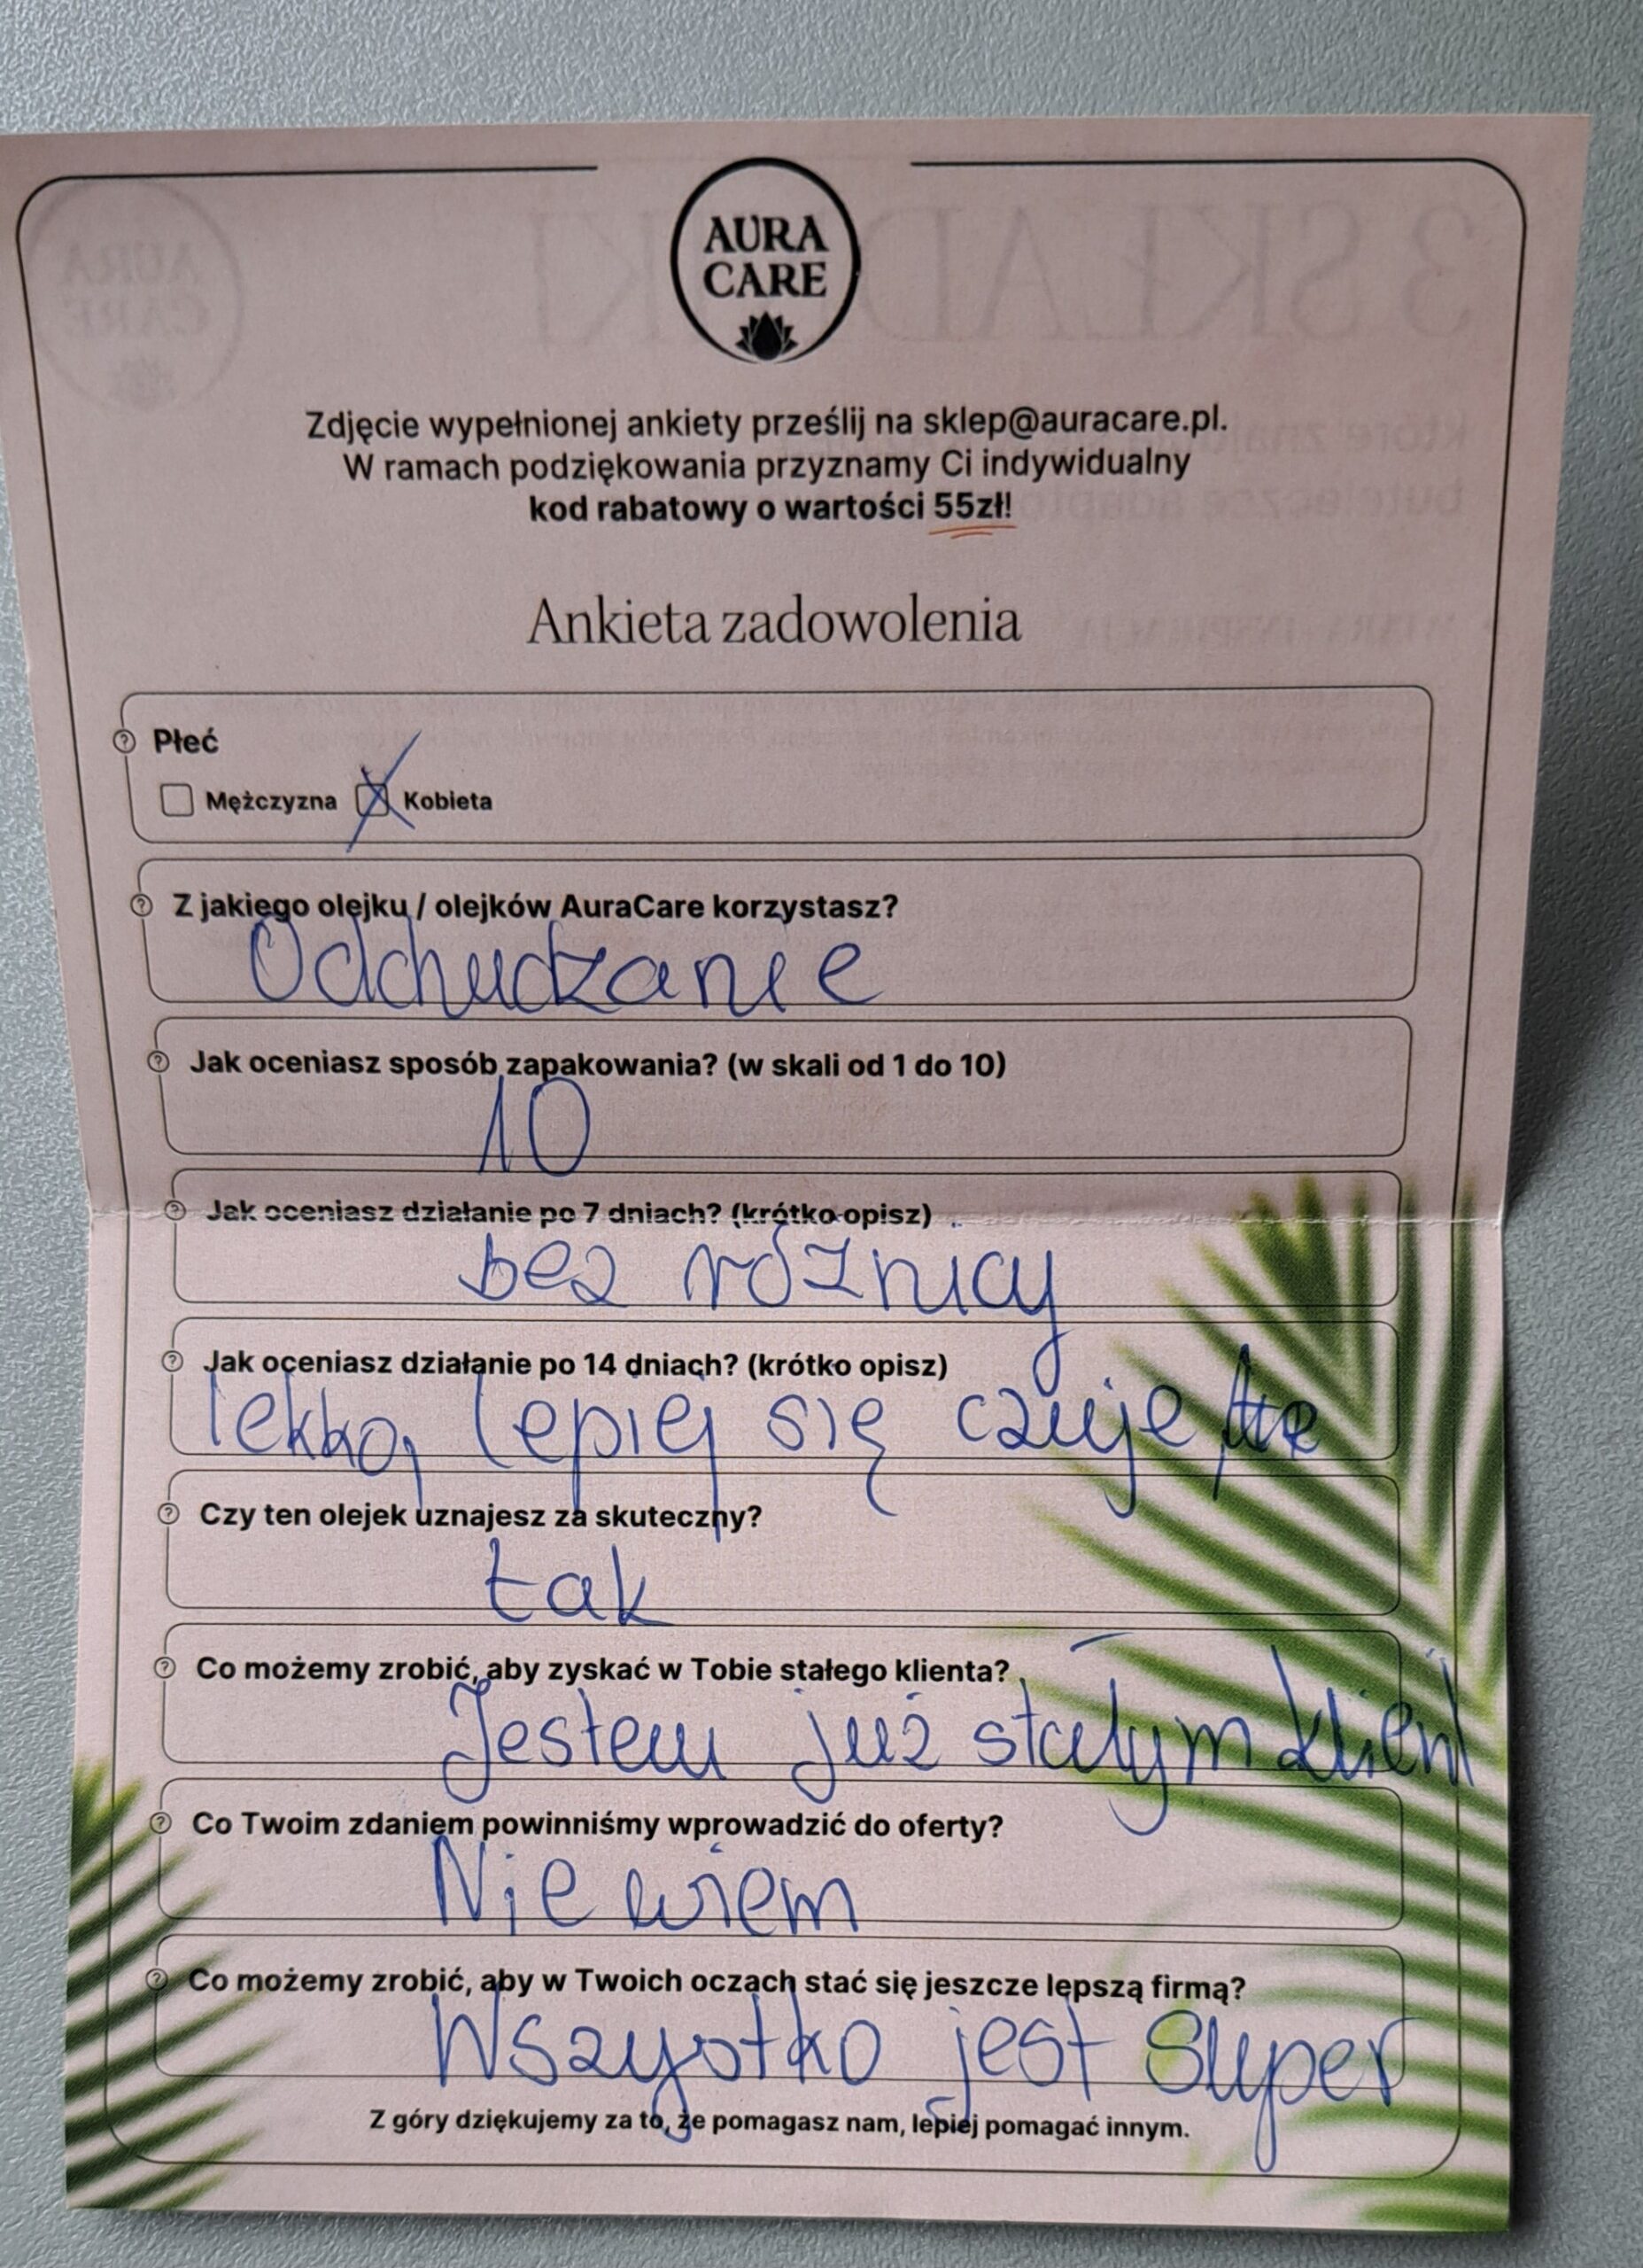 AURA
CARE
Zdjęcie wypełnionej ankiety prześlij na sklep@auracare.pl.
W ramach podziękowania przyznamy Ci indywidualny
kod rabatowy o wartości 55zł!
Ankieta zadowolenia
Płeć
Mężczyzna Kobieta
Z jakiego olejku / olejków AuraCare korzystasz?
Odchudzanie
Jak oceniasz sposób zapakowania? (w skali od 1 do 10)
10
Jak oceniasz działanie po 7 dniach? (krótko opisz)
bez różnicy
Jak oceniasz działanie po 14 dniach? (krótko opisz)
lepiej się czuje
Czy ten olejek uznajesz za skuteczny?
tak
Co możemy zrobić, aby zyskać w Tobie stałego klienta?
Jestem już stałym klient
Co Twoim zdaniem powinniśmy wprowadzić do oferty?
Nie wiem
Co możemy zrobić, aby w Twoich oczach stać się jeszcze lepszą firmą?
Wszystko jest super
Z góry dziękujemy za to, że pomagasz nam, lepiej pomagać innym.